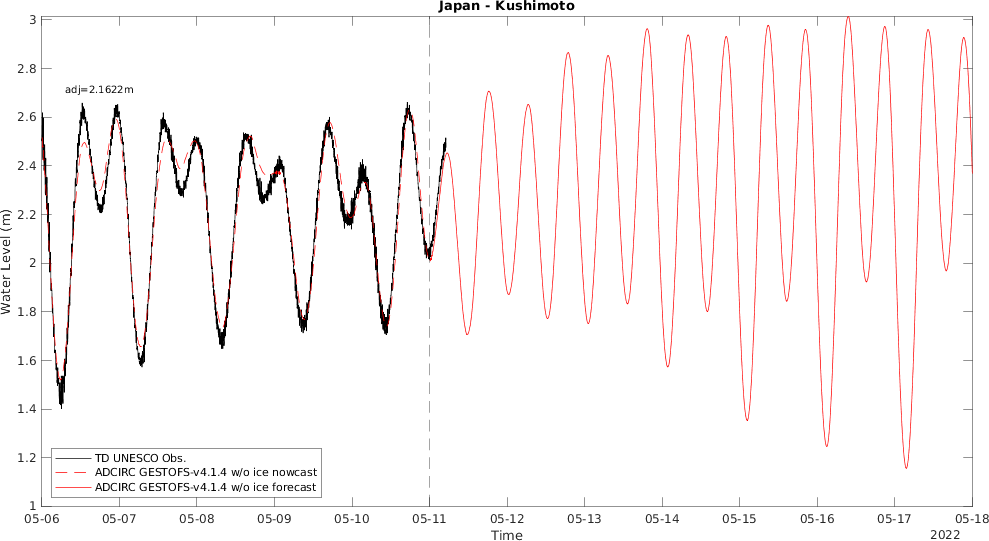 Japan - Kushimoto
3
2.8
adj=2.1622m
2.6
2.4
2.2
2
1.8
1.6
1.4
1.2
1
Water Level (m)
TD UNESCO Obs.
ADCIRC GESTOFS-v4.1.4 w/o ice nowcast
ADCIRC GESTOFS-v4.1.4 w/o ice forecast
05-06 05-07 05-08 05-09 05-10 05-11 05-12 05-13 05-14 05-15 05-16 05-17 05-18
Time
2022